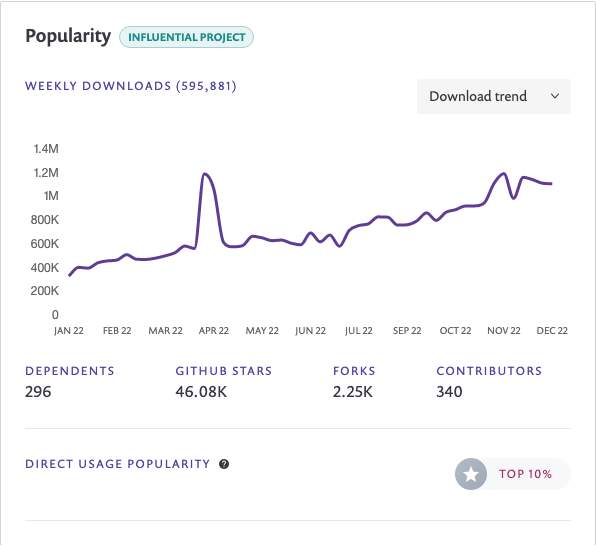 Popularity INFLUENTIAL PROJECT
WEEKLY DOWNLOADS (595,881)
Download trend
1.4M
1.2M
1M
800K
600K
400K
200K
0
JAN 22 FEB 22 MAR 22 APR 22 MAY 22 JUN 22 JUL 22 SEP 22 OCT 22 NOV 22 DEC 22
DEPENDENTS GITHUB STARS FORKS CONTRIBUTORS
296 46.08K 2.25K 340
DIRECT USAGE POPULARITY ?
TOP 10%